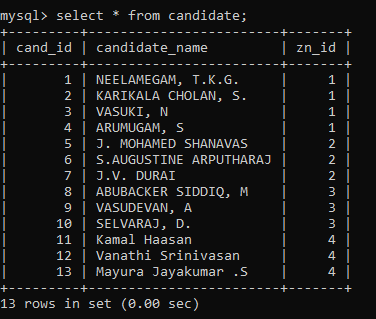 mysql> select * from candidate;
+---------+------------------------+-------+
| cand_id | candidate_name         | zn_id |
+---------+------------------------+-------+
|       1 | NEELAMEGAM, T.K.G.     |     1 |
|       2 | KARIKALA CHOLAN, S.    |     1 |
|       3 | VASUKI, N              |     1 |
|       4 | ARUMUGAM, S            |     1 |
|       5 | J. MOHAMED SHANAVAS    |     2 |
|       6 | S.AUGUSTINE ARPUTHARAJ |     2 |
|       7 | J.V. DURAI             |     2 |
|       8 | ABUBACKER SIDDIQ, M    |     3 |
|       9 | VASUDEVAN, A           |     3 |
|      10 | SELVARAJ, D.           |     3 |
|      11 | Kamal Haasan           |     4 |
|      12 | Vanathi Srinivasan     |     4 |
|      13 | Mayura Jayakumar .S    |     4 |
+---------+------------------------+-------+
13 rows in set (0.00 sec)